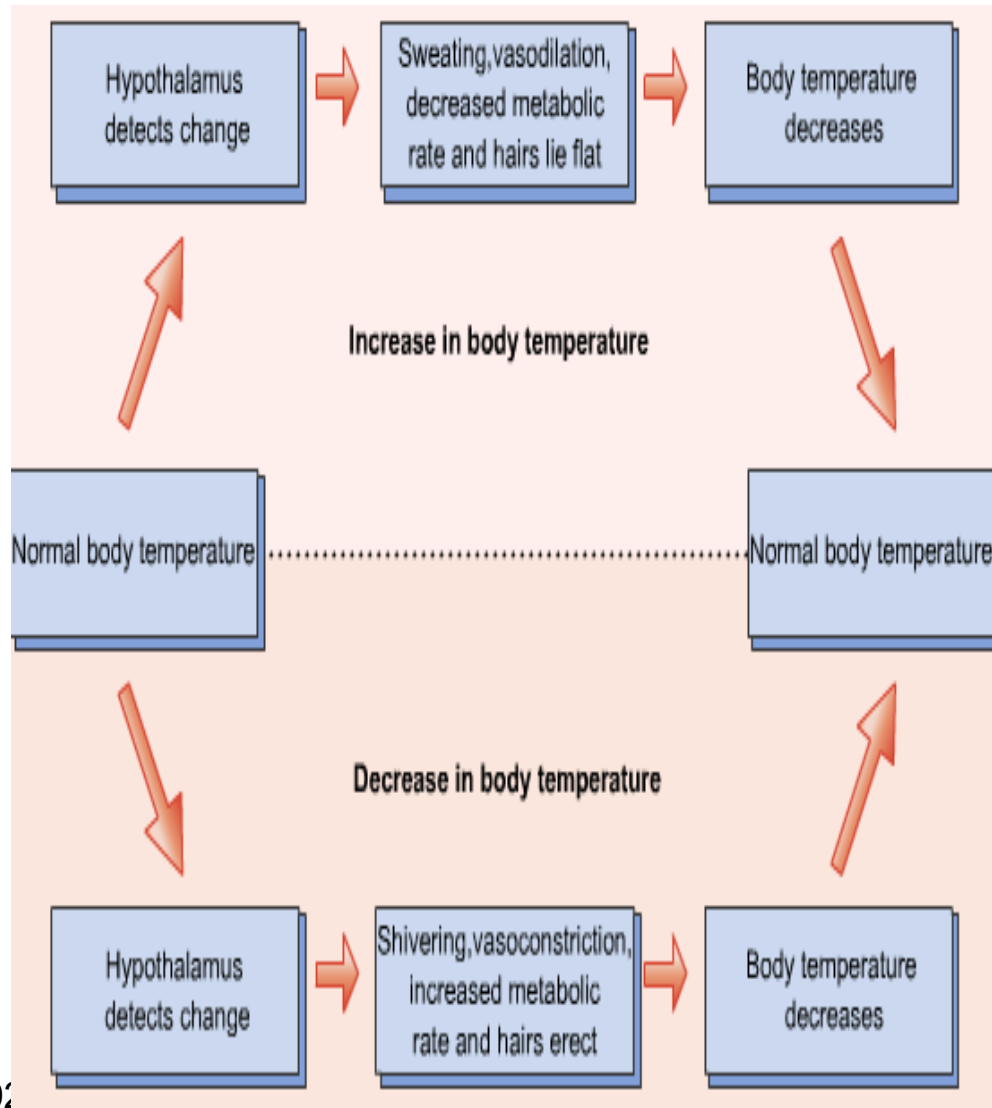 Hypothalamus
detects change
Sweating,vasodilation,
decreased metabolic
rate and hairs lie flat
Body temperature
decreases
Increase in body temperature
Normal body temperature
Normal body temperature
Decrease in body temperature
Hypothalamus
detects change
Shivering,vasoconstriction,
increased metabolic
rate and hairs erect
Body temperature
decreases